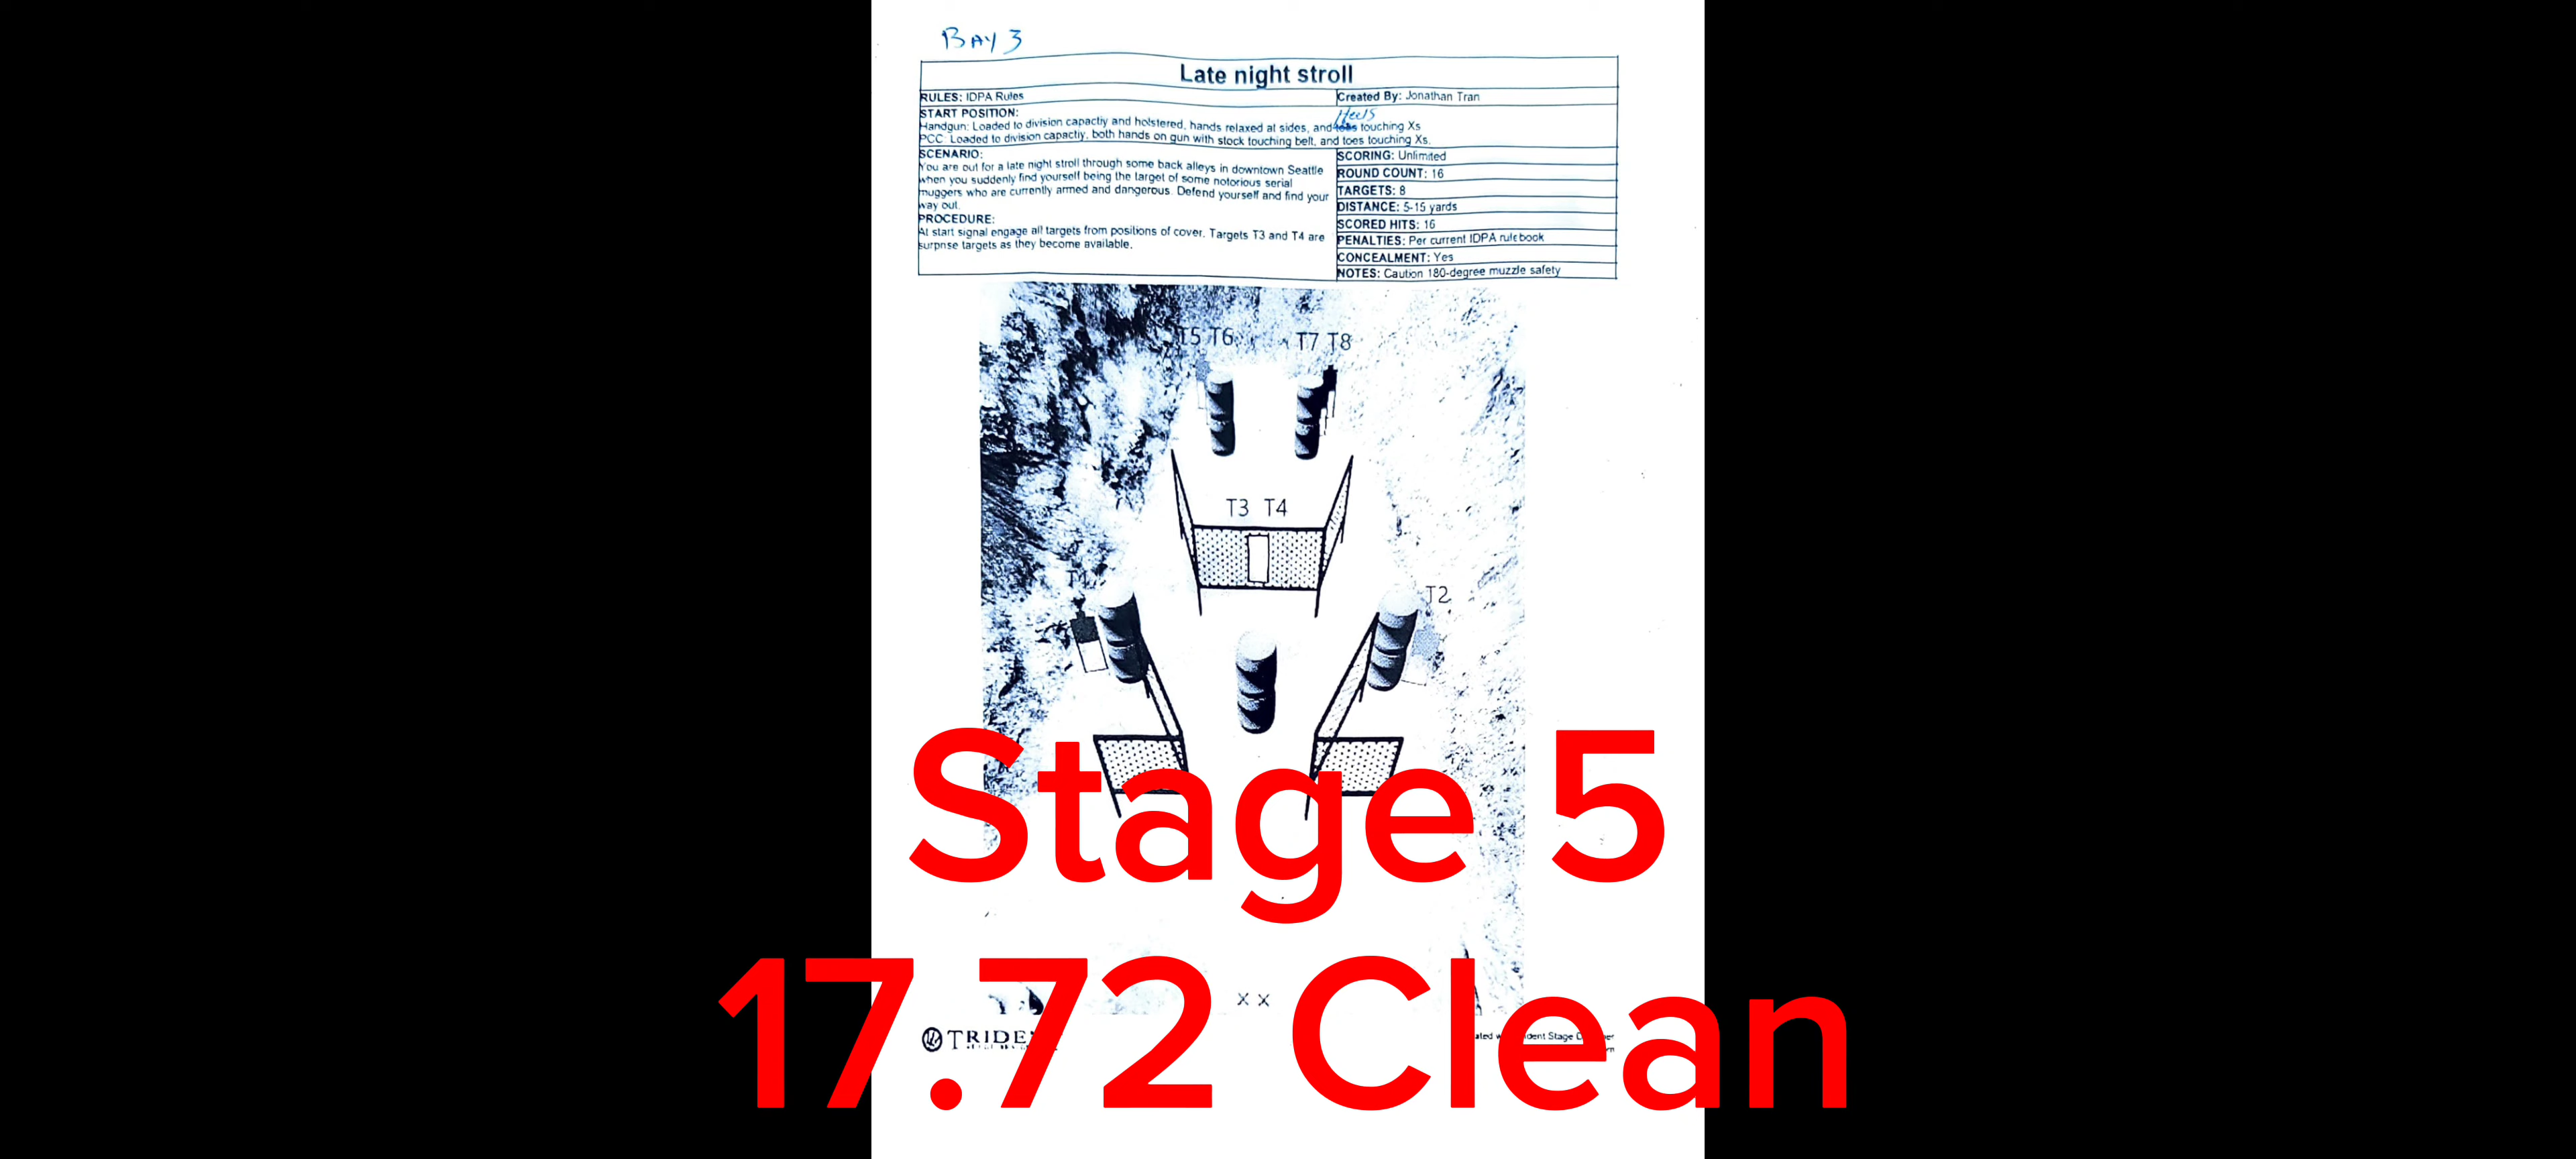 BAY 3
Late night stroll
RULES: IDPA Rules
Created By: Jonathan Tran
START POSITION:
Heels
Handgun: Loaded to division capactiy and holstered, hands relaxed at sides, and toes touching Xs
PCC: Loaded to division capactiy, both hands on gun with stock touching belt, and toes touching Xs.
SCENARIO:
You are out for a late night stroll through some back alleys in downtown Seattle
when you suddenly find yourself being the target of some notorious serial
muggers who are currently armed and dangerous. Defend yourself and find your
way out.
PROCEDURE:
At start signal engage all targets from positions of cover. Targets T3 and T4 are
surprise targets as they become available.
SCORING: Unlimited
ROUND COUNT: 16
TARGETS: 8
DISTANCE: 5-15 yards
SCORED HITS: 16
PENALTIES: Per current IDPA rulebook
CONCEALMENT: Yes
NOTES: Caution 180-degree muzzle safety
T5 T6 T7 T8
T3 T4
T1
T2
Stage 5
17.72 Clean
X X
TRIDE
Stage